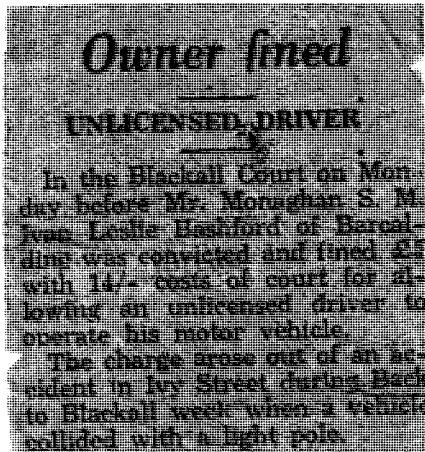 Owner fined
UNLICENSED DRIVER
In the Blackall Court on Mon-
day before Mr. Monaghan S. M.
Ivan Leslie Bashford of Barcal-
dine was convicted and fined £5
with 14/- costs of court for al-
lowing an unlicensed driver to
operate his motor vehicle.
The charge arose out of an ac-
cident in Ivy Street during Back
to Blackall week when a vehicle
collided with a light pole.